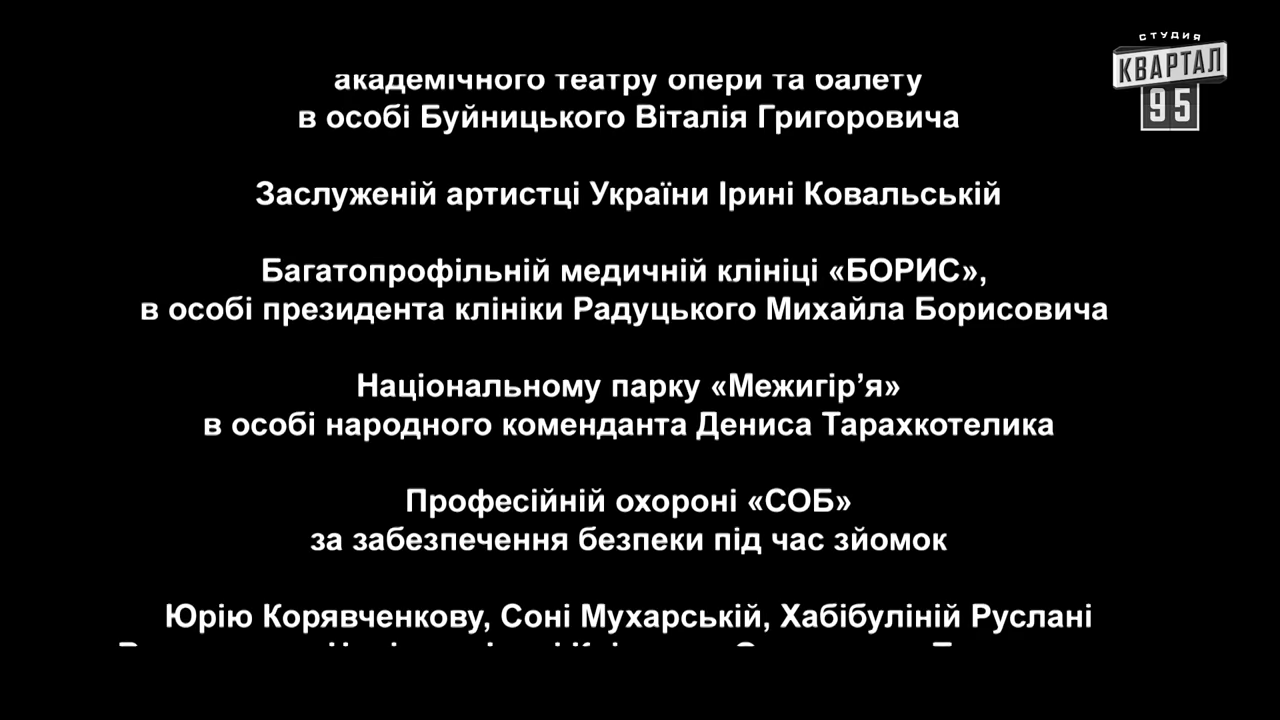 СТУДИЯ
КВАРТАЛ
95
академічного театру опери та балету
в особі Буйницького Віталія Григоровича
Заслуженій артистці України Ірині Ковальській
Багатопрофільній медичній клініці «БОРИС»,
в особі президента клініки Радуцького Михайла Борисовича
Національному парку «Межигір’я»
в особі народного коменданта Дениса Тарахкотелика
Професійній охороні «СОБ»
за забезпечення безпеки під час зйомок
Юрію Корявченкову, Соні Мухарській, Хабібуліній Руслані